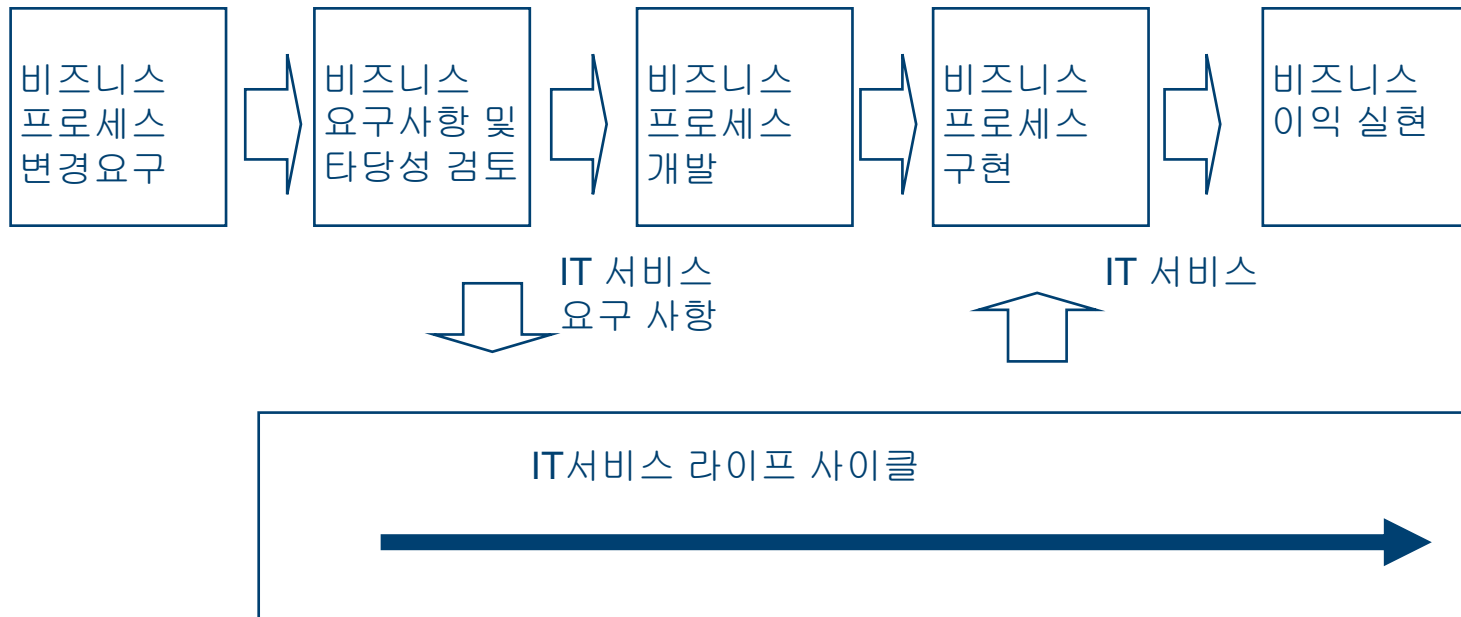 비즈니스
프로세스
변경요구
비즈니스
요구사항 및
타당성 검토
비즈니스
프로세스
개발
비즈니스
프로세스
구현
비즈니스
이익 실현
IT 서비스
요구 사항
IT 서비스
IT서비스 라이프 사이클